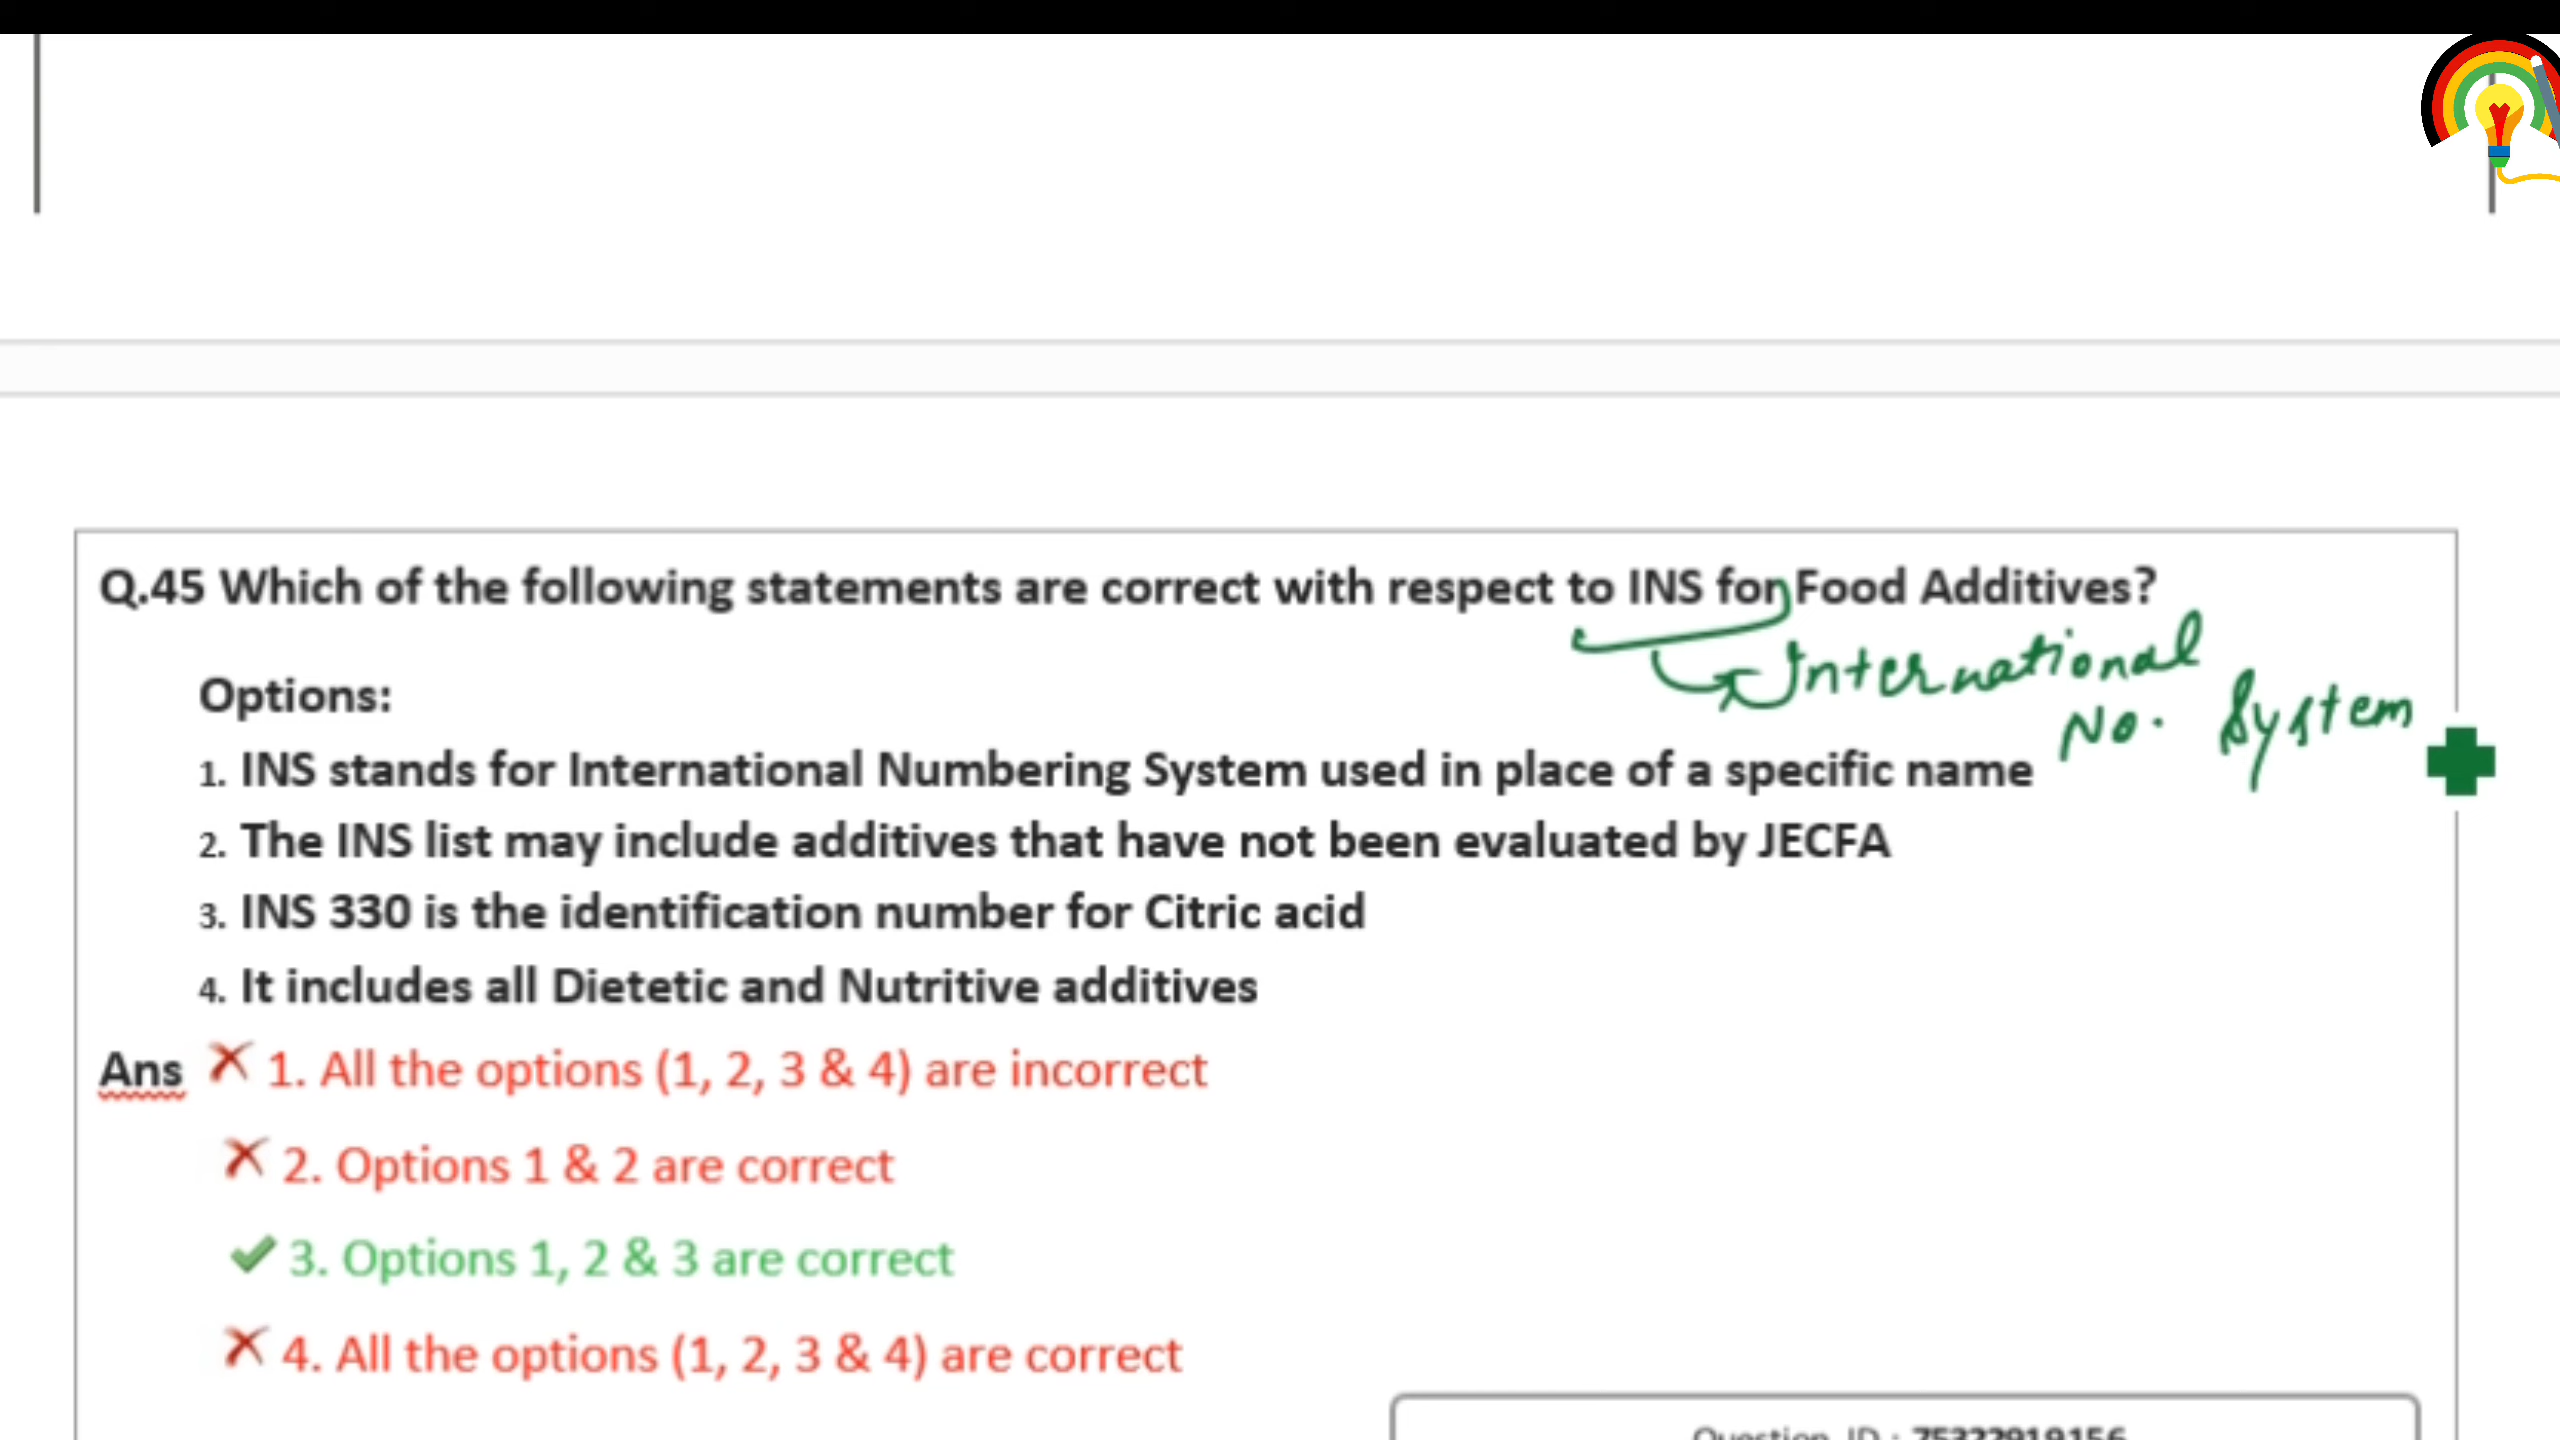 Q.45 Which of the following statements are correct with respect to INS for Food Additives?
International
No. System
Options:
1. INS stands for International Numbering System used in place of a specific name
2. The INS list may include additives that have not been evaluated by JECFA
3. INS 330 is the identification number for Citric acid
4. It includes all Dietetic and Nutritive additives
Ans 1. All the options (1, 2, 3 & 4) are incorrect
2. Options 1 & 2 are correct
3. Options 1, 2 & 3 are correct
4. All the options (1, 2, 3 & 4) are correct
Question ID : 75322919156